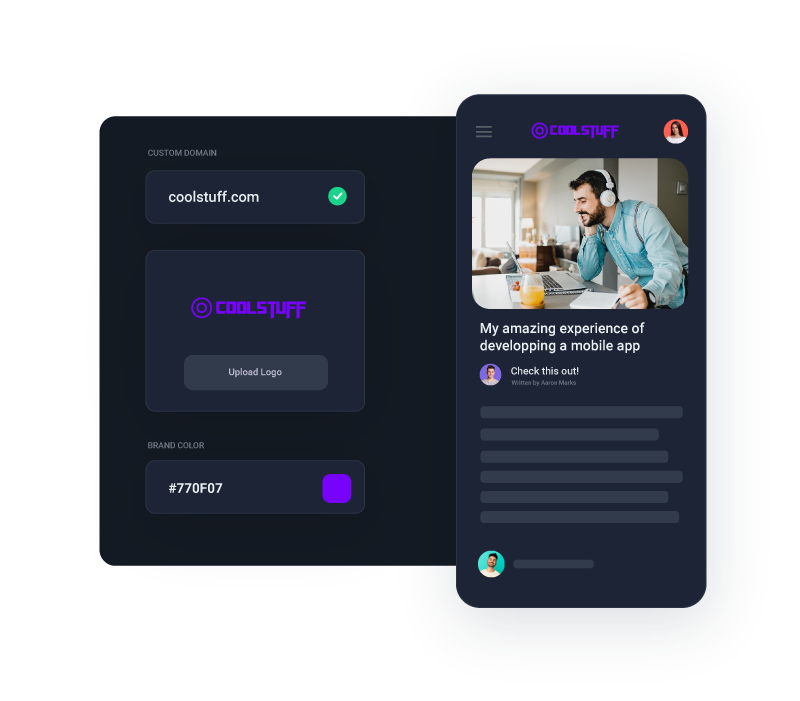 CUSTOM DOMAIN
coolstuff.com
COOLSTUFF
Upload Logo
BRAND COLOR
#770F07
COOLSTUFF
My amazing experience of
developping a mobile app
Check this out!
Written by Aaron Marks